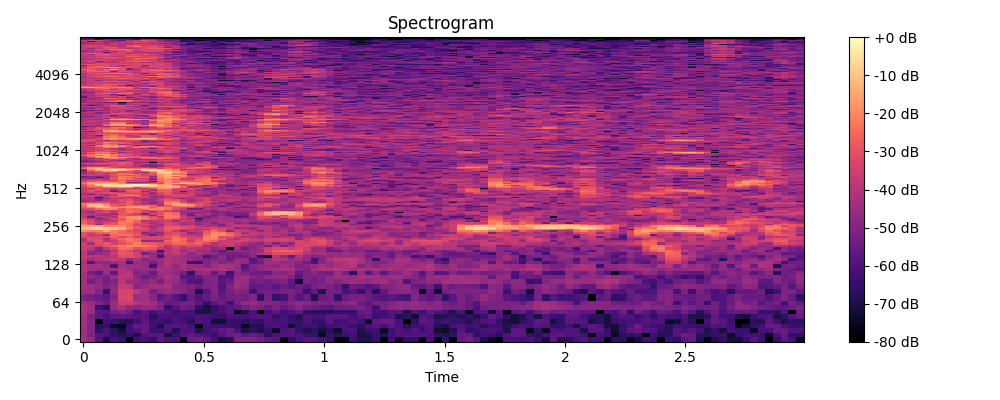 Spectrogram
Hz
4096
2048
1024
512
256
128
64
0
0
0.5
1
1.5
2
2.5
Time
+0 dB
-10 dB
-20 dB
-30 dB
-40 dB
-50 dB
-60 dB
-70 dB
-80 dB